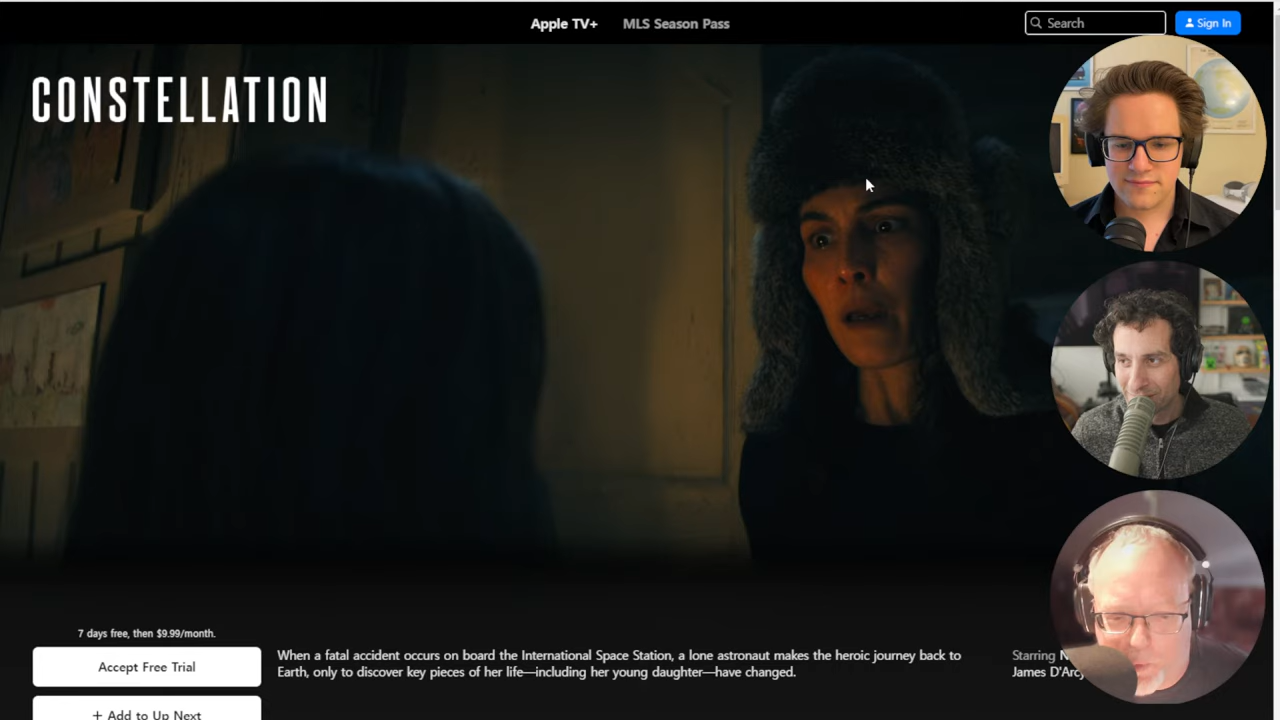 Apple TV+ MLS Season Pass Search Sign In
CONSTELLATION
7 days free, then $9.99/month.
Accept Free Trial
+ Add to Up Next
When a fatal accident occurs on board the International Space Station, a lone astronaut makes the heroic journey back to
Earth, only to discover key pieces of her life—including her young daughter—have changed.
Starring
James D'Arcy